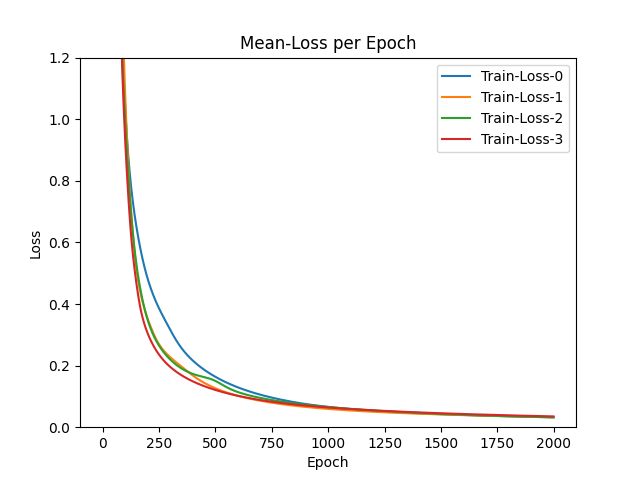 Mean-Loss per Epoch
1.2
1.0
0.8
0.6
0.4
0.2
0.0
Loss
Train-Loss-0
Train-Loss-1
Train-Loss-2
Train-Loss-3
0 250 500 750 1000 1250 1500 1750 2000
Epoch